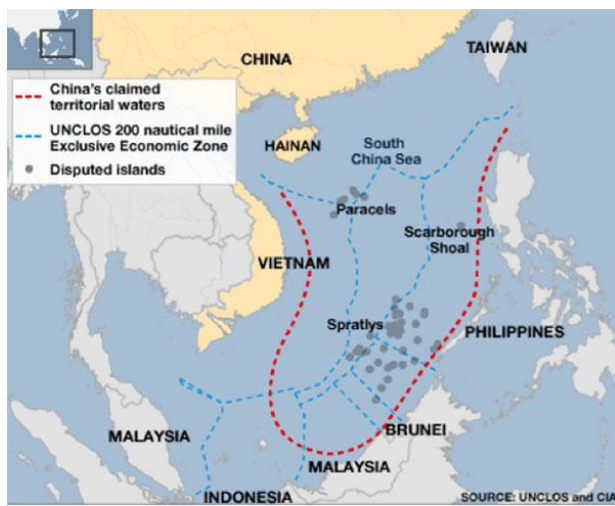 CHINA
TAIWAN
China's claimed
territorial waters
UNCLOS 200 nautical mile
Exclusive Economic Zone
Disputed islands
HAINAN
South
China Sea
Paracels
Scarborough
Shoal
VIETNAM
Spratlys
PHILIPPINES
MALAYSIA
BRUNEI
MALAYSIA
INDONESIA
SOURCE: UNCLOS and CIA